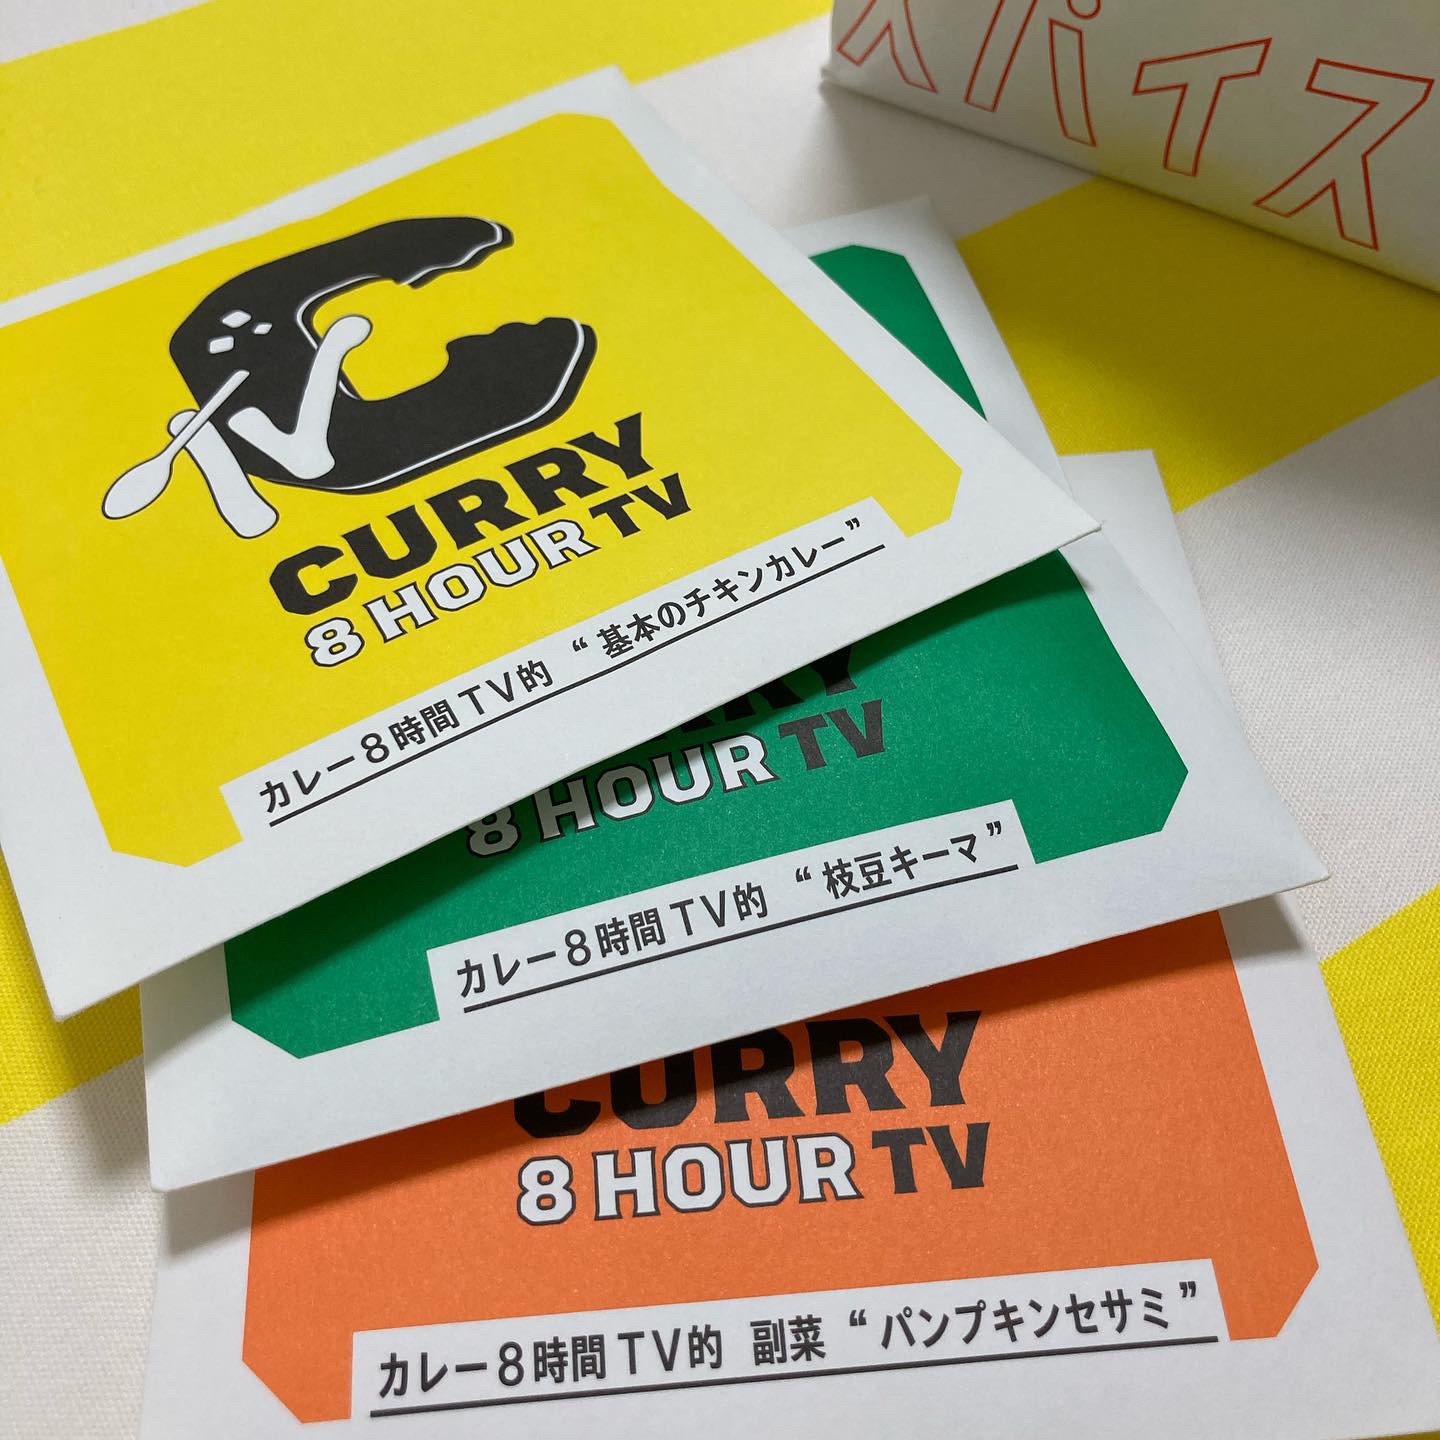 スパイス
TV C
CURRY
8 HOUR TV
カレー８時間ＴＶ的 “ 基本のチキンカレー”
8 HOUR TV
カレー８時間ＴＶ的 “ 枝豆キーマ ”
CURRY
8 HOUR TV
カレー８時間ＴＶ的 副菜 “ パンプキンセサミ ”